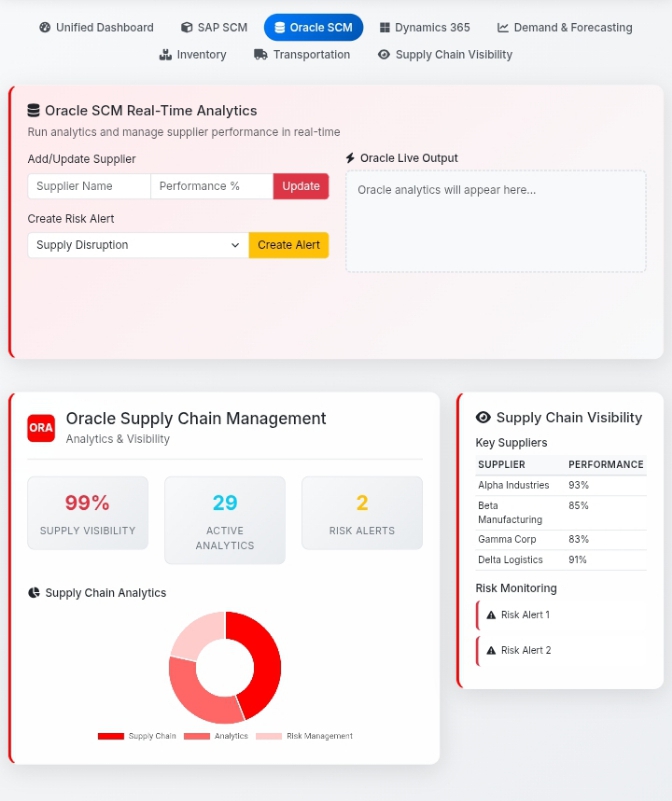 Unified Dashboard SAP SCM Oracle SCM Dynamics 365 Demand & Forecasting
Inventory Transportation Supply Chain Visibility
Oracle SCM Real-Time Analytics
Run analytics and manage supplier performance in real-time
Add/Update Supplier
Supplier Name Performance % Update
Create Risk Alert
Supply Disruption Create Alert
Oracle Live Output
Oracle analytics will appear here...
ORA
Oracle Supply Chain Management
Analytics & Visibility
99%
SUPPLY VISIBILITY
29
ACTIVE
ANALYTICS
2
RISK ALERTS
Supply Chain Analytics
Supply Chain Analytics Risk Management
Supply Chain Visibility
Key Suppliers
SUPPLIER PERFORMANCE
Alpha Industries 93%
Beta 85%
Manufacturing
Gamma Corp 83%
Delta Logistics 91%
Risk Monitoring
Risk Alert 1
Risk Alert 2